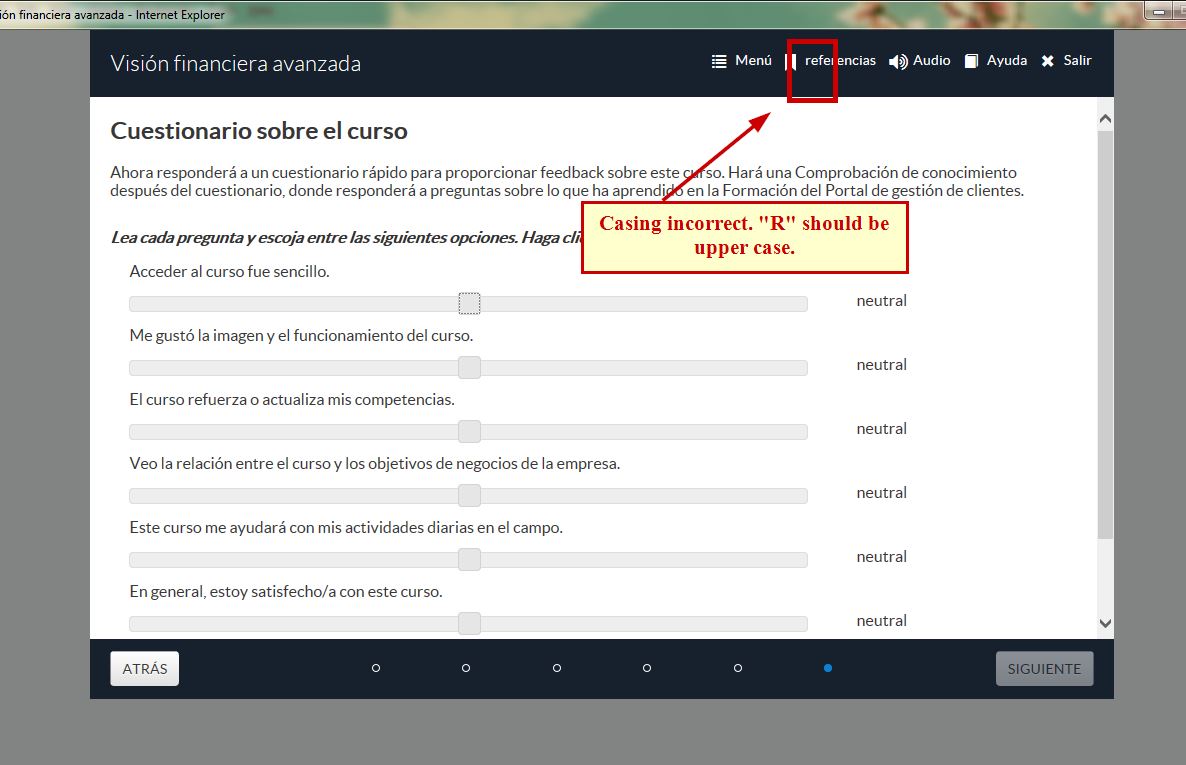 ión financiera avanzada - Internet Explorer
Visión financiera avanzada
Menú
referencias
Audio
Ayuda
Salir
Cuestionario sobre el curso
Ahora responderá a un cuestionario rápido para proporcionar feedback sobre este curso. Hará una Comprobación de conocimiento
después del cuestionario, donde responderá a preguntas sobre lo que ha aprendido en la Formación del Portal de gestión de clientes.
Casing incorrect. "R" should be
upper case.
Lea cada pregunta y escoja entre las siguientes opciones. Haga
Acceder al curso fue sencillo.
neutral
Me gustó la imagen y el funcionamiento del curso.
neutral
El curso refuerza o actualiza mis competencias.
neutral
Veo la relación entre el curso y los objetivos de negocios de la empresa.
neutral
Este curso me ayudará con mis actividades diarias en el campo.
neutral
En general, estoy satisfecho/a con este curso.
neutral
ATRÁS
SIGUIENTE